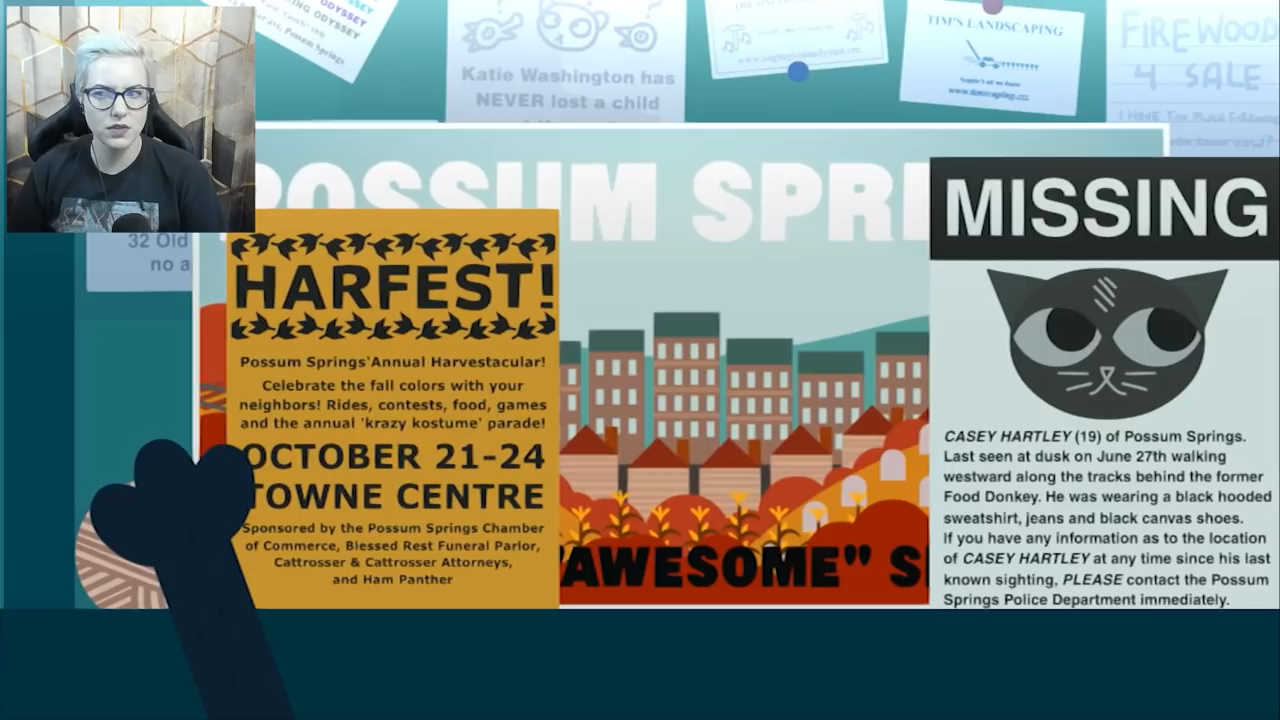 ODYSSEY
KING ODYSSEY
Possum Springs
Katie Washington has
NEVER lost a child
TIM'S LANDSCAPING
FIREWOOD
4 SALE
POSSUM SPRI
32 Old
no a
HARFEST!
Possum Springs' Annual Harvestacular!
Celebrate the fall colors with your
neighbors! Rides, contests, food, games
and the annual 'krazy kostume' parade!
OCTOBER 21-24
TOWNE CENTRE
Sponsored by the Possum Springs Chamber
of Commerce, Blessed Rest Funeral Parlor,
Cattrosser & Cattrosser Attorneys,
and Ham Panther
"AWESOME" S
MISSING
CASEY HARTLEY (19) of Possum Springs.
Last seen at dusk on June 27th walking
westward along the tracks behind the former
Food Donkey. He was wearing a black hooded
sweatshirt, jeans and black canvas shoes.
If you have any information as to the location
of CASEY HARTLEY at any time since his last
known sighting, PLEASE contact the Possum
Springs Police Department immediately.